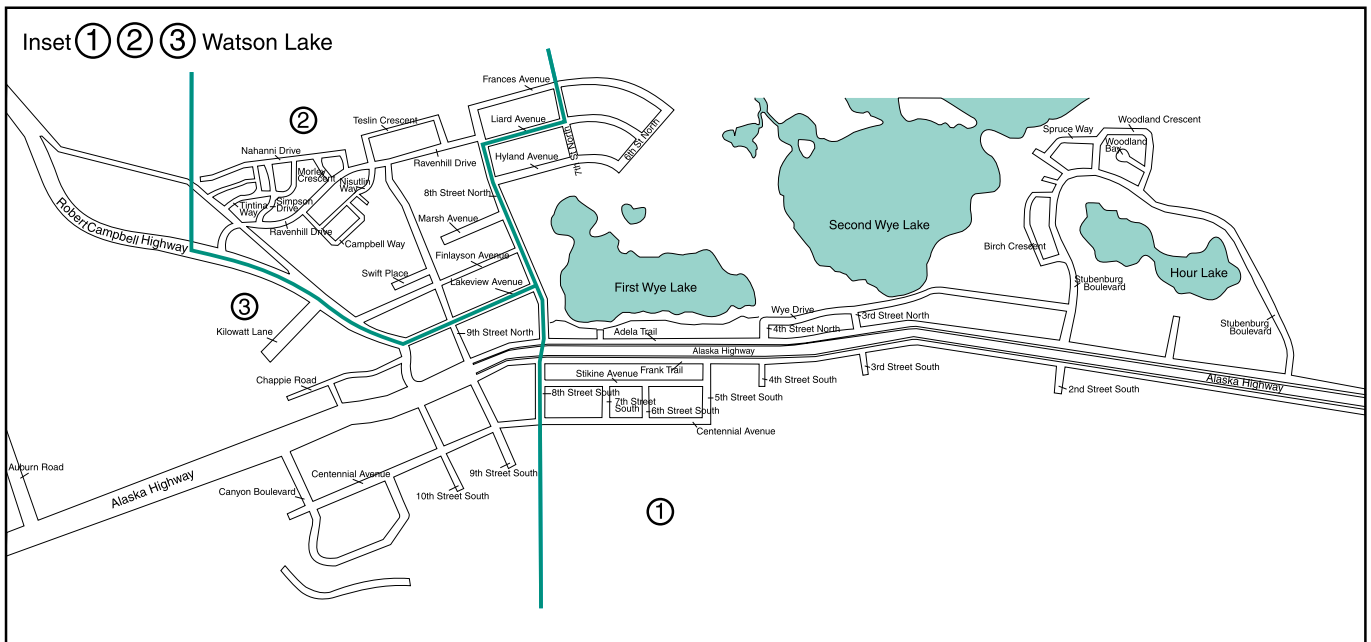 Inset 1 2 3 Watson Lake
Frances Avenue
2
Teslin Crescent
Liard Avenue
Woodland Crescent
Spruce Way
Woodland
Bay
Nahanni Drive
7th St North
6th St North
Ravenhill Drive
Hyland Avenue
Morley
Crescent
Nisutlin
Way
8th Street North
Tintina
Way
Simpson
Drive
Robert Campbell Highway
Marsh Avenue
Second Wye Lake
Ravenhill Drive
Campbell Way
Birch Crescent
Finlayson Avenue
Swift Place
Lakeview Avenue
First Wye Lake
Hour Lake
Stubenburg
Boulevard
3
Wye Drive
3rd Street North
Stubenburg
Boulevard
Kilowatt Lane
9th Street North
Adela Trail
4th Street North
Alaska Highway
Chappie Road
Stikine Avenue
Frank Trail
3rd Street South
4th Street South
Alaska Highway
8th Street South
7th Street
South
6th Street South
5th Street South
2nd Street South
Centennial Avenue
Auburn Road
Alaska Highway
Centennial Avenue
9th Street South
Canyon Boulevard
10th Street South
1